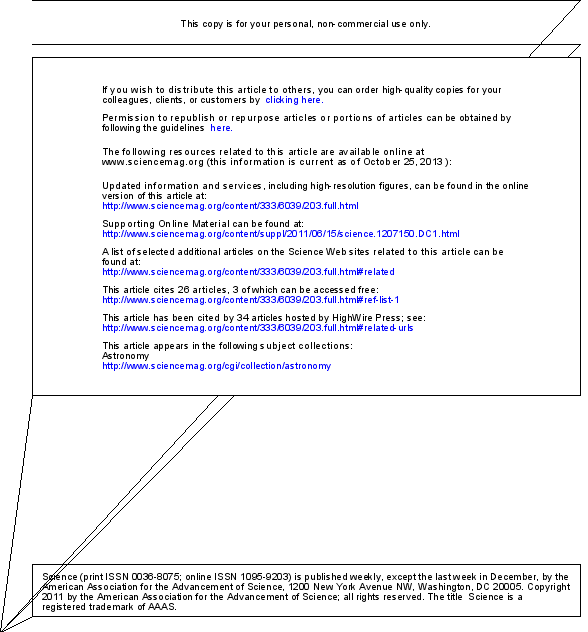 This copy is for your personal, non-commercial use only.
If you wish to distribute this article to others, you can order high-quality copies for your
colleagues, clients, or customers by clicking here.
Permission to republish or repurpose articles or portions of articles can be obtained by
following the guidelines here.
The following resources related to this article are available online at
www.sciencemag.org (this information is current as of October 25, 2013 ):
Updated information and services, including high-resolution figures, can be found in the online
version of this article at:
http://www.sciencemag.org/content/333/6039/203.full.html
Supporting Online Material can be found at:
http://www.sciencemag.org/content/suppl/2011/06/15/science.1207150.DC1.html
A list of selected additional articles on the Science Web sites related to this article can be
found at:
http://www.sciencemag.org/content/333/6039/203.full.html#related
This article cites 26 articles, 3 of which can be accessed free:
http://www.sciencemag.org/content/333/6039/203.full.html#ref-list-1
This article has been cited by 34 articles hosted by HighWire Press; see:
http://www.sciencemag.org/content/333/6039/203.full.html#related-urls
This article appears in the following subject collections:
Astronomy
http://www.sciencemag.org/cgi/collection/astronomy
Science (print ISSN 0036-8075; online ISSN 1095-9203) is published weekly, except the last week in December, by the
American Association for the Advancement of Science, 1200 New York Avenue NW, Washington, DC 20005. Copyright
2011 by the American Association for the Advancement of Science; all rights reserved. The title Science is a
registered trademark of AAAS.